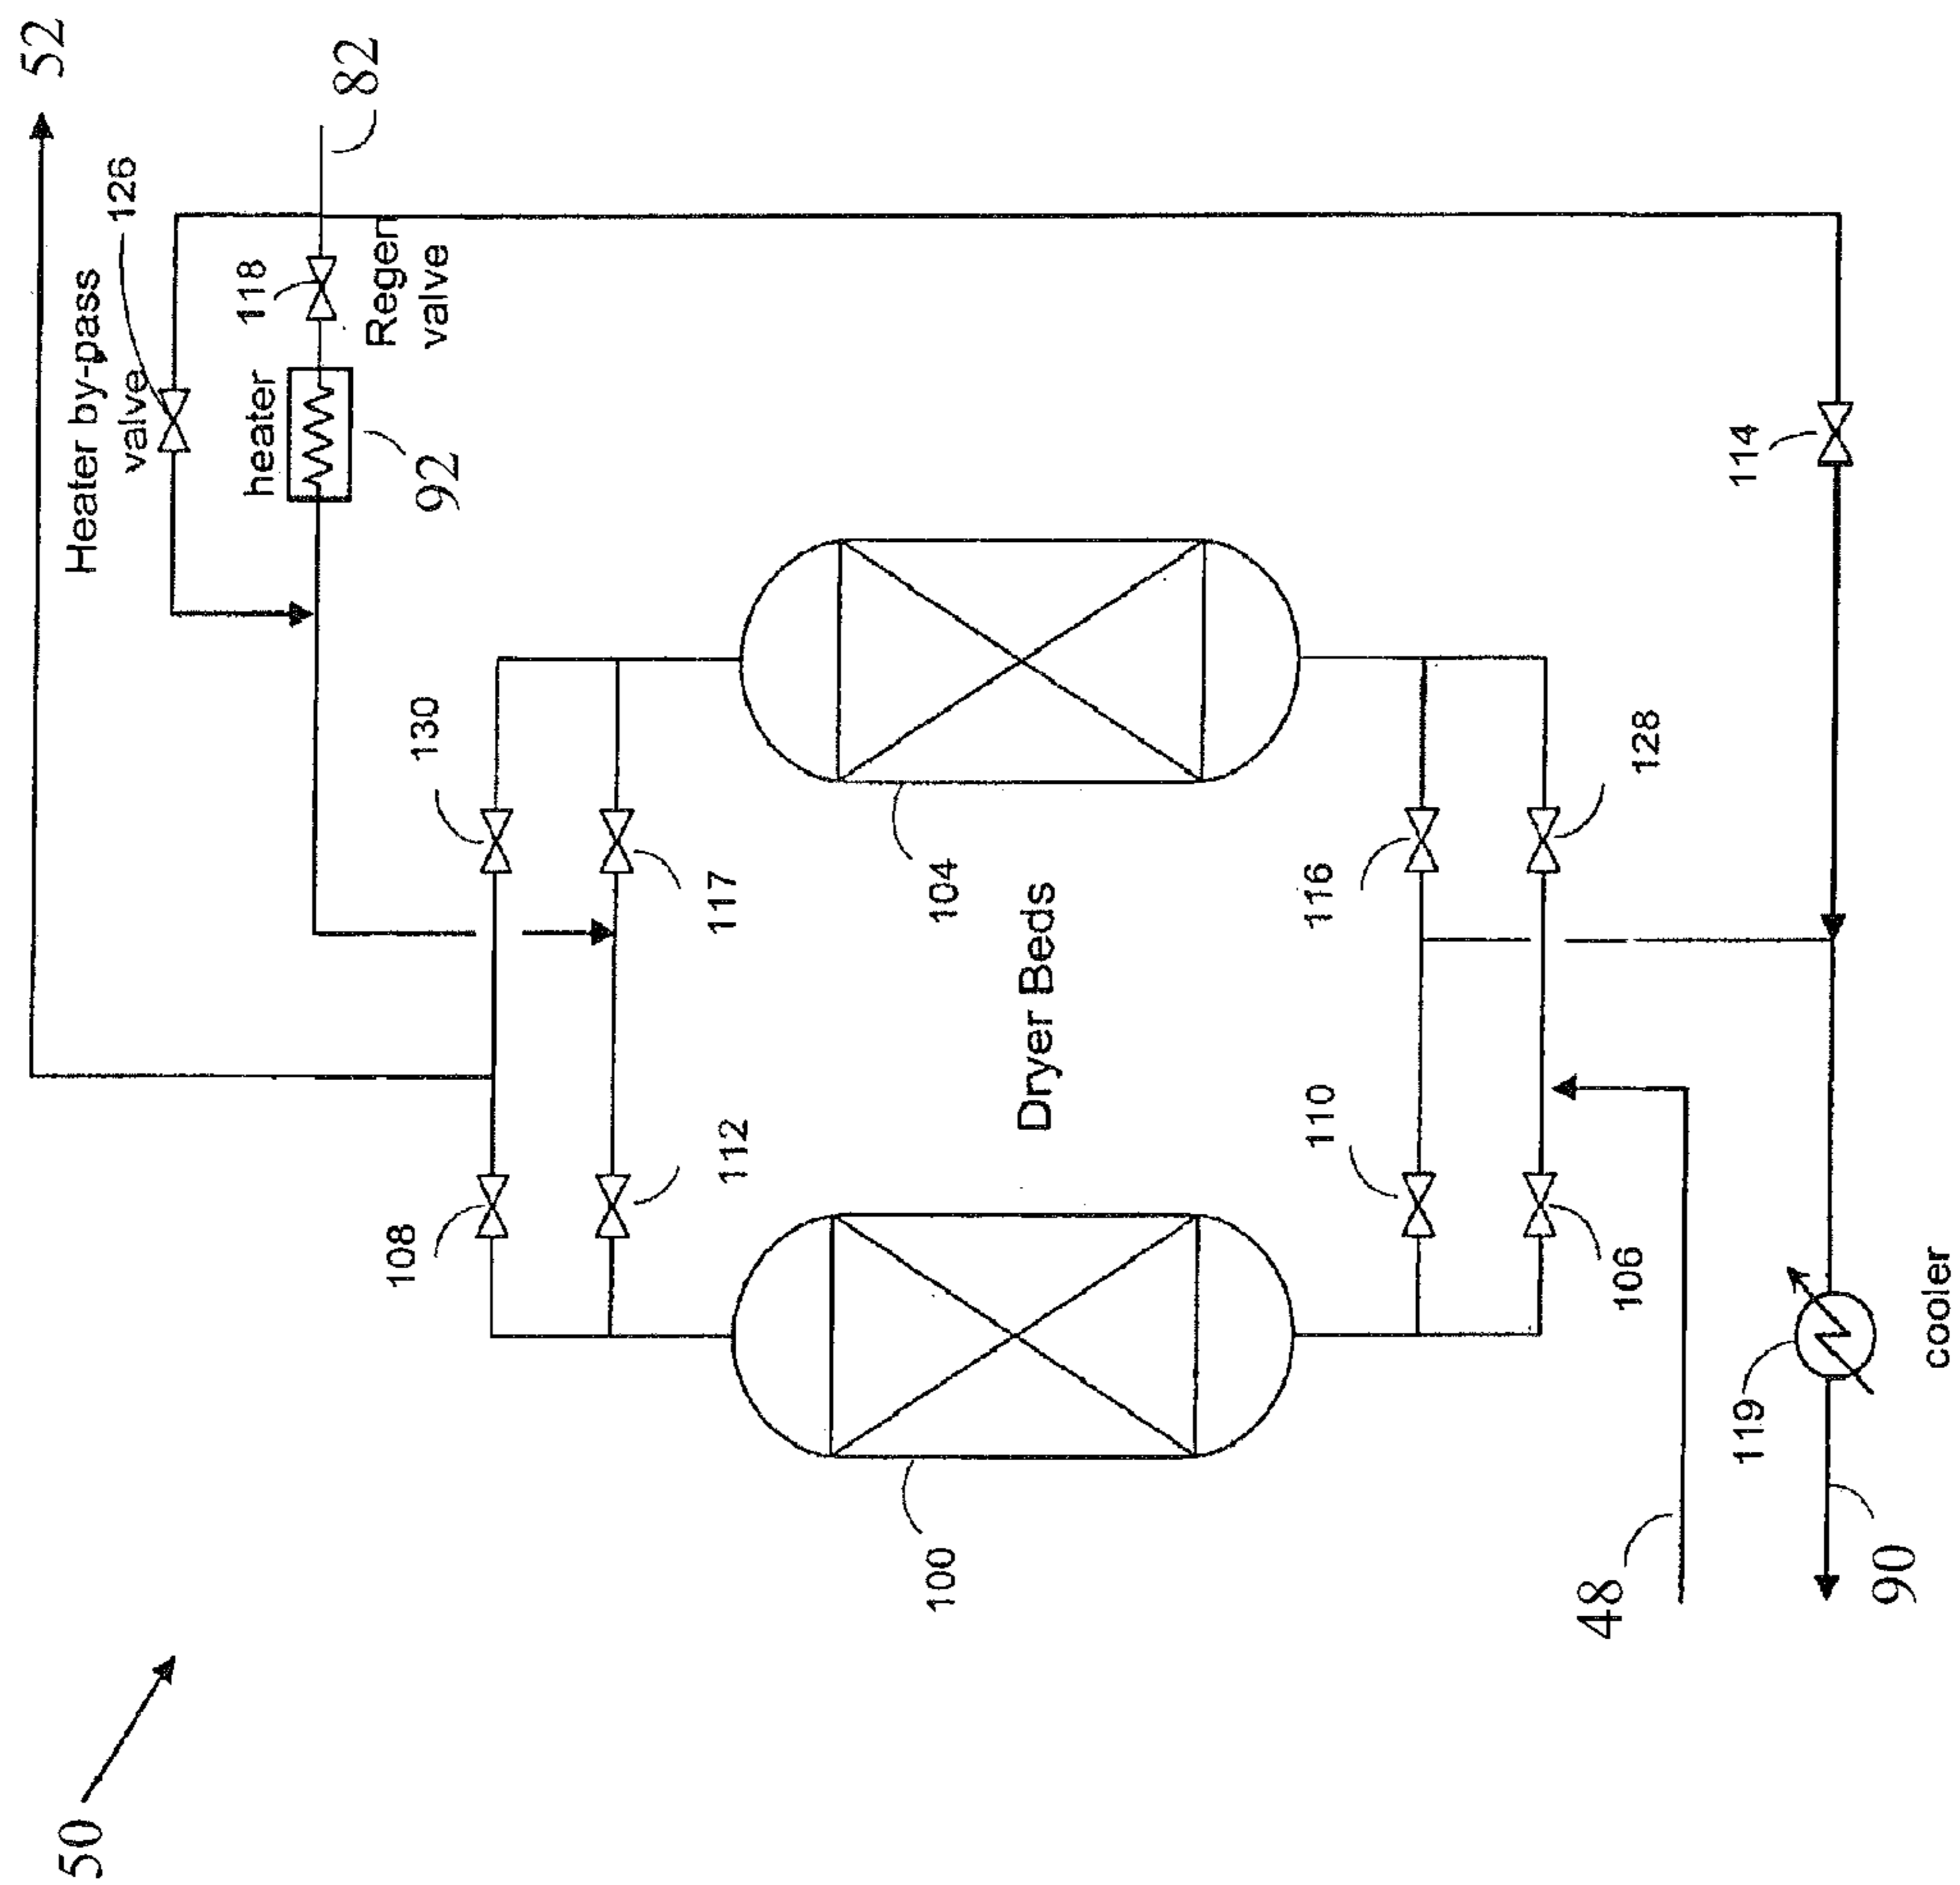 52
50
Heater by-pass
valve
126
118
heater
82
Regen
valve
108
130
92
112
117
100
104
Dryer Beds
110
116
48
106
128
119
114
90
cooler